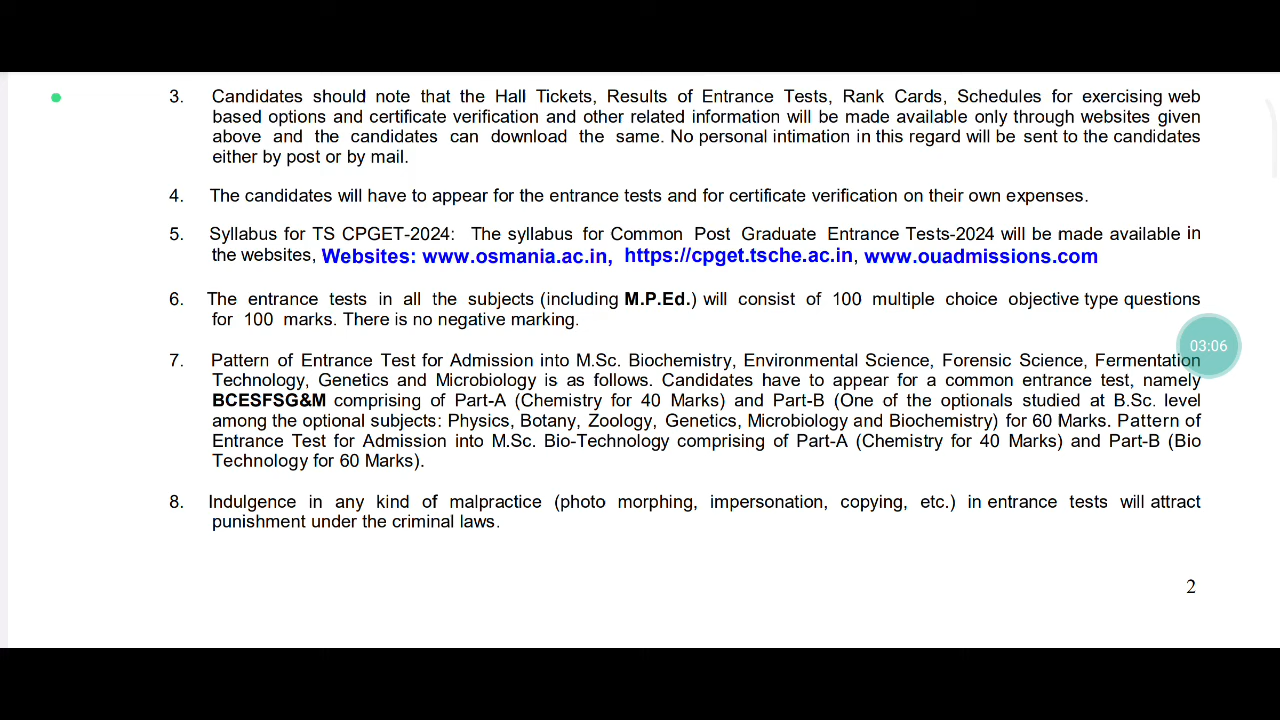 3. Candidates should note that the Hall Tickets, Results of Entrance Tests, Rank Cards, Schedules for exercising web
based options and certificate verification and other related information will be made available only through websites given
above and the candidates can download the same. No personal intimation in this regard will be sent to the candidates
either by post or by mail.
4. The candidates will have to appear for the entrance tests and for certificate verification on their own expenses.
5. Syllabus for TS CPGET-2024: The syllabus for Common Post Graduate Entrance Tests-2024 will be made available in
the websites, Websites: www.osmania.ac.in, https://cpget.tsche.ac.in, www.ouadmissions.com
6. The entrance tests in all the subjects (including M.P.Ed.) will consist of 100 multiple choice objective type questions
for 100 marks. There is no negative marking.
03:06
7. Pattern of Entrance Test for Admission into M.Sc. Biochemistry, Environmental Science, Forensic Science, Fermentation
Technology, Genetics and Microbiology is as follows. Candidates have to appear for a common entrance test, namely
BCESFSG&M comprising of Part-A (Chemistry for 40 Marks) and Part-B (One of the optionals studied at B.Sc. level
among the optional subjects: Physics, Botany, Zoology, Genetics, Microbiology and Biochemistry) for 60 Marks. Pattern of
Entrance Test for Admission into M.Sc. Bio-Technology comprising of Part-A (Chemistry for 40 Marks) and Part-B (Bio
Technology for 60 Marks).
8. Indulgence in any kind of malpractice (photo morphing, impersonation, copying, etc.) in entrance tests will attract
punishment under the criminal laws.
2